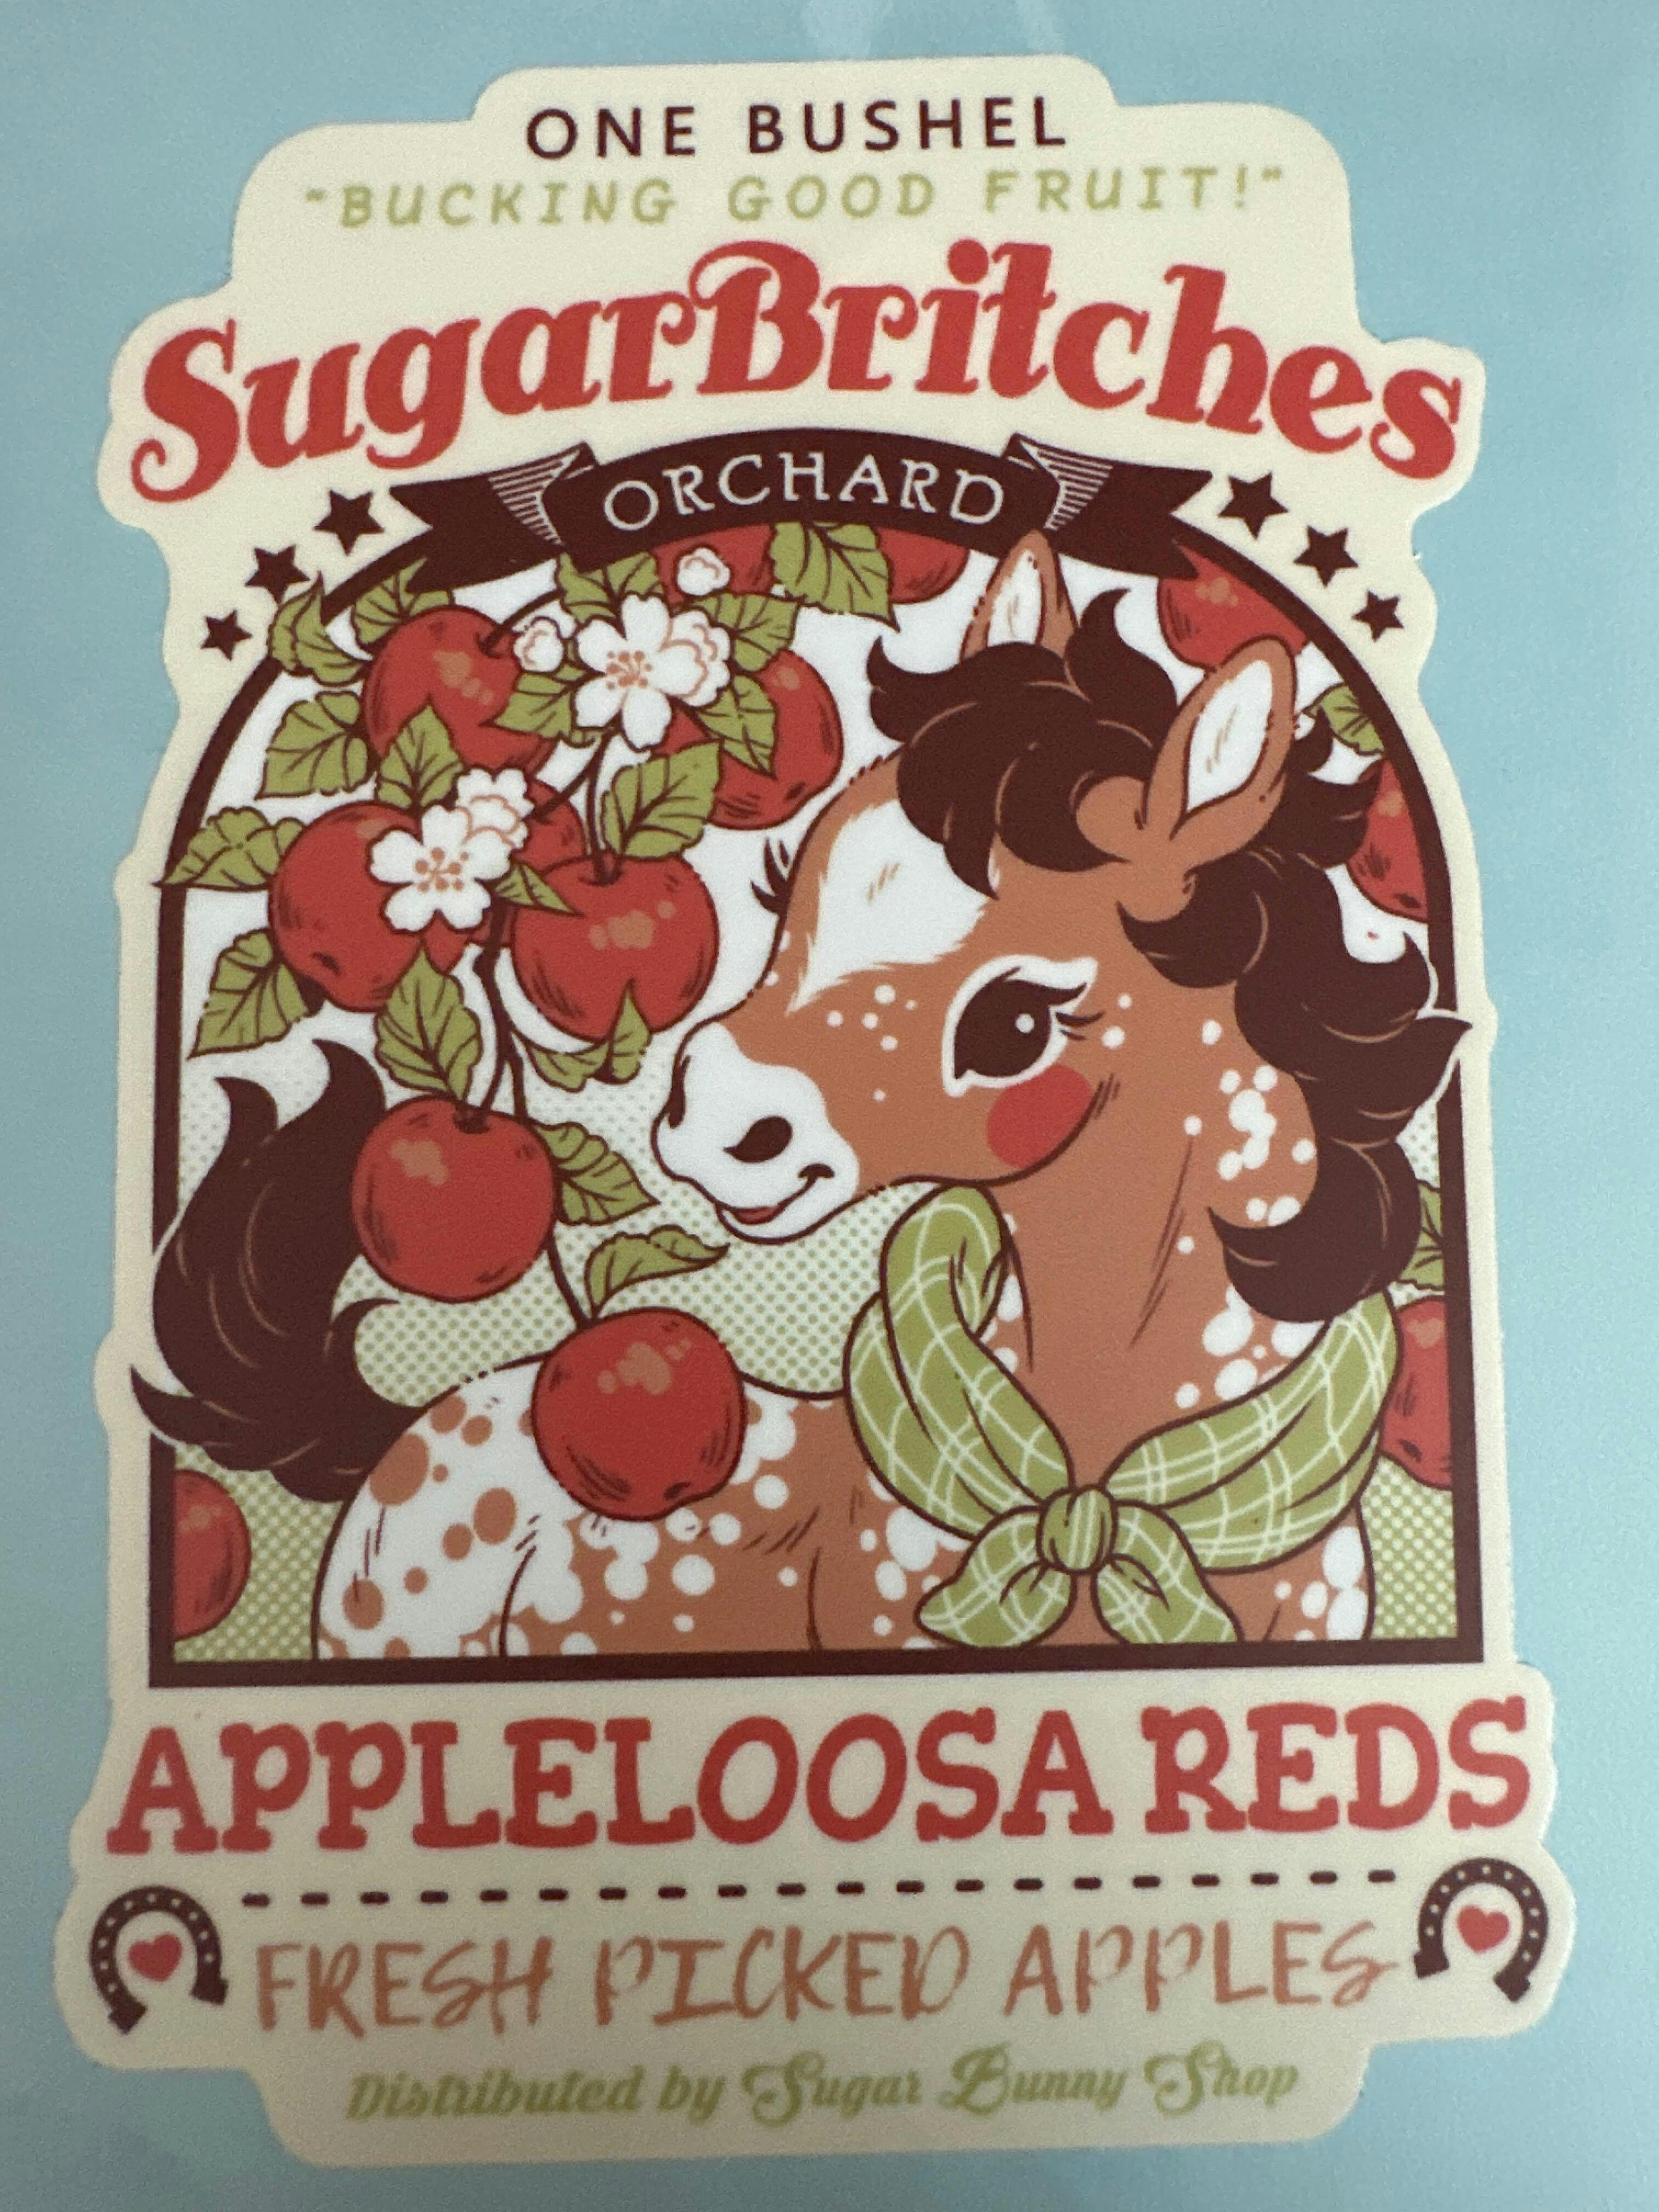 ONE BUSHEL
"BUCKING GOOD FRUIT!"
SugarBritches
ORCHARD
APPLELOOSA REDS
FRESH PICKED APPLES
Distributed by Sugar Bunny Shop